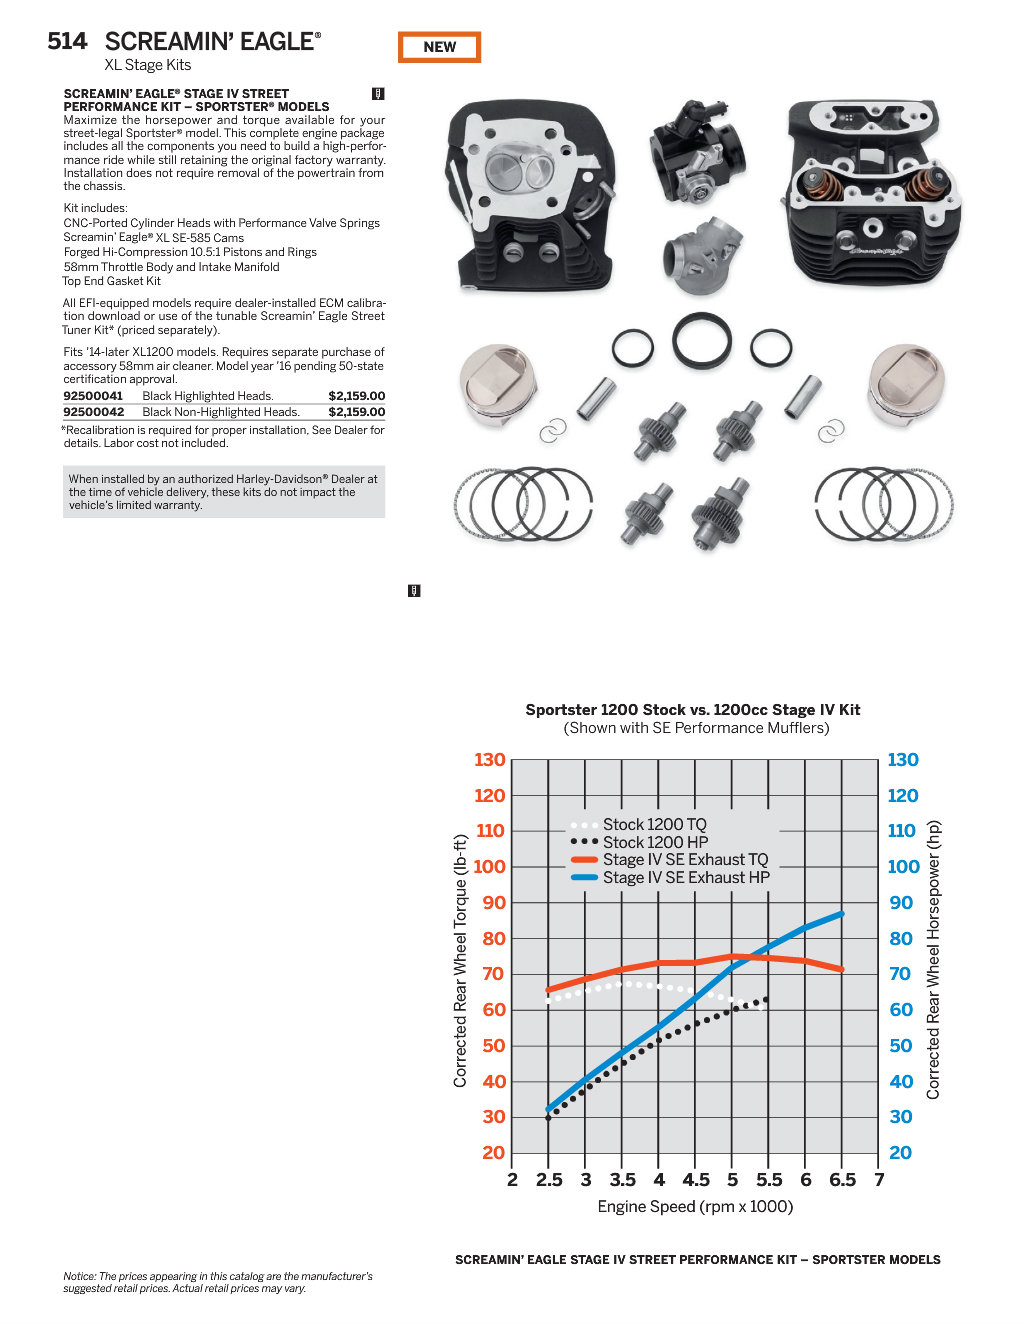 514 SCREAMIN’ EAGLE®
XL Stage Kits
NEW
SCREAMIN’ EAGLE® STAGE IV STREET
PERFORMANCE KIT – SPORTSTER® MODELS
Maximize the horsepower and torque available for your
street-legal Sportster® model. This complete engine package
includes all the components you need to build a high-perfor-
mance ride while still retaining the original factory warranty.
Installation does not require removal of the powertrain from
the chassis.
Kit includes:
CNC-Ported Cylinder Heads with Performance Valve Springs
Screamin’ Eagle® XL SE-585 Cams
Forged Hi-Compression 10.5:1 Pistons and Rings
58mm Throttle Body and Intake Manifold
Top End Gasket Kit
All EFI-equipped models require dealer-installed ECM calibra-
tion download or use of the tunable Screamin’ Eagle Street
Tuner Kit* (priced separately).
Fits ’14-later XL1200 models. Requires separate purchase of
accessory 58mm air cleaner. Model year ’16 pending 50-state
certification approval.
92500041 Black Highlighted Heads. $2,159.00
92500042 Black Non-Highlighted Heads. $2,159.00
*Recalibration is required for proper installation, See Dealer for
details. Labor cost not included.
When installed by an authorized Harley-Davidson® Dealer at
the time of vehicle delivery, these kits do not impact the
vehicle’s limited warranty.
Sportster 1200 Stock vs. 1200cc Stage IV Kit
(Shown with SE Performance Mufflers)
Corrected Rear Wheel Torque (lb-ft)
130
120
110
100
90
80
70
60
50
40
30
20
Stock 1200 TQ
Stock 1200 HP
Stage IV SE Exhaust TQ
Stage IV SE Exhaust HP
130
120
110
100
90
80
70
60
50
40
30
20
Corrected Rear Wheel Horsepower (hp)
2 2.5 3 3.5 4 4.5 5 5.5 6 6.5 7
Engine Speed (rpm x 1000)
SCREAMIN’ EAGLE STAGE IV STREET PERFORMANCE KIT – SPORTSTER MODELS
Notice: The prices appearing in this catalog are the manufacturer’s
suggested retail prices. Actual retail prices may vary.